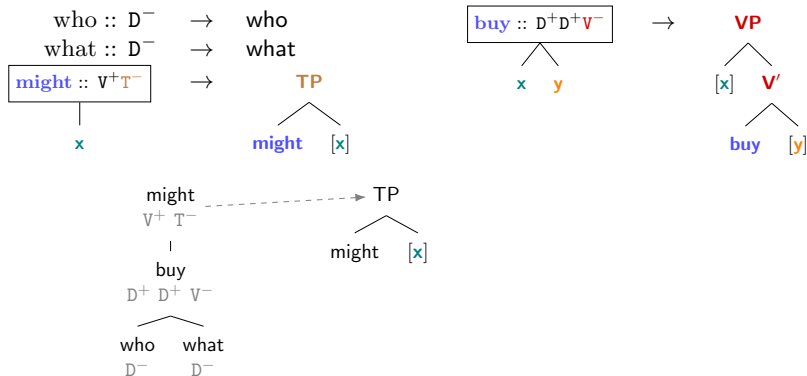 who :: D⁻ → who
what :: D⁻ → what
might :: V⁺T⁻ → TP
might [x]
x
buy :: D⁺D⁺V⁻ → VP
x y [x] V′
buy [y]
might TP
V⁺ T⁻
might [x]
buy
D⁺ D⁺ V⁻
who what
D⁻ D⁻